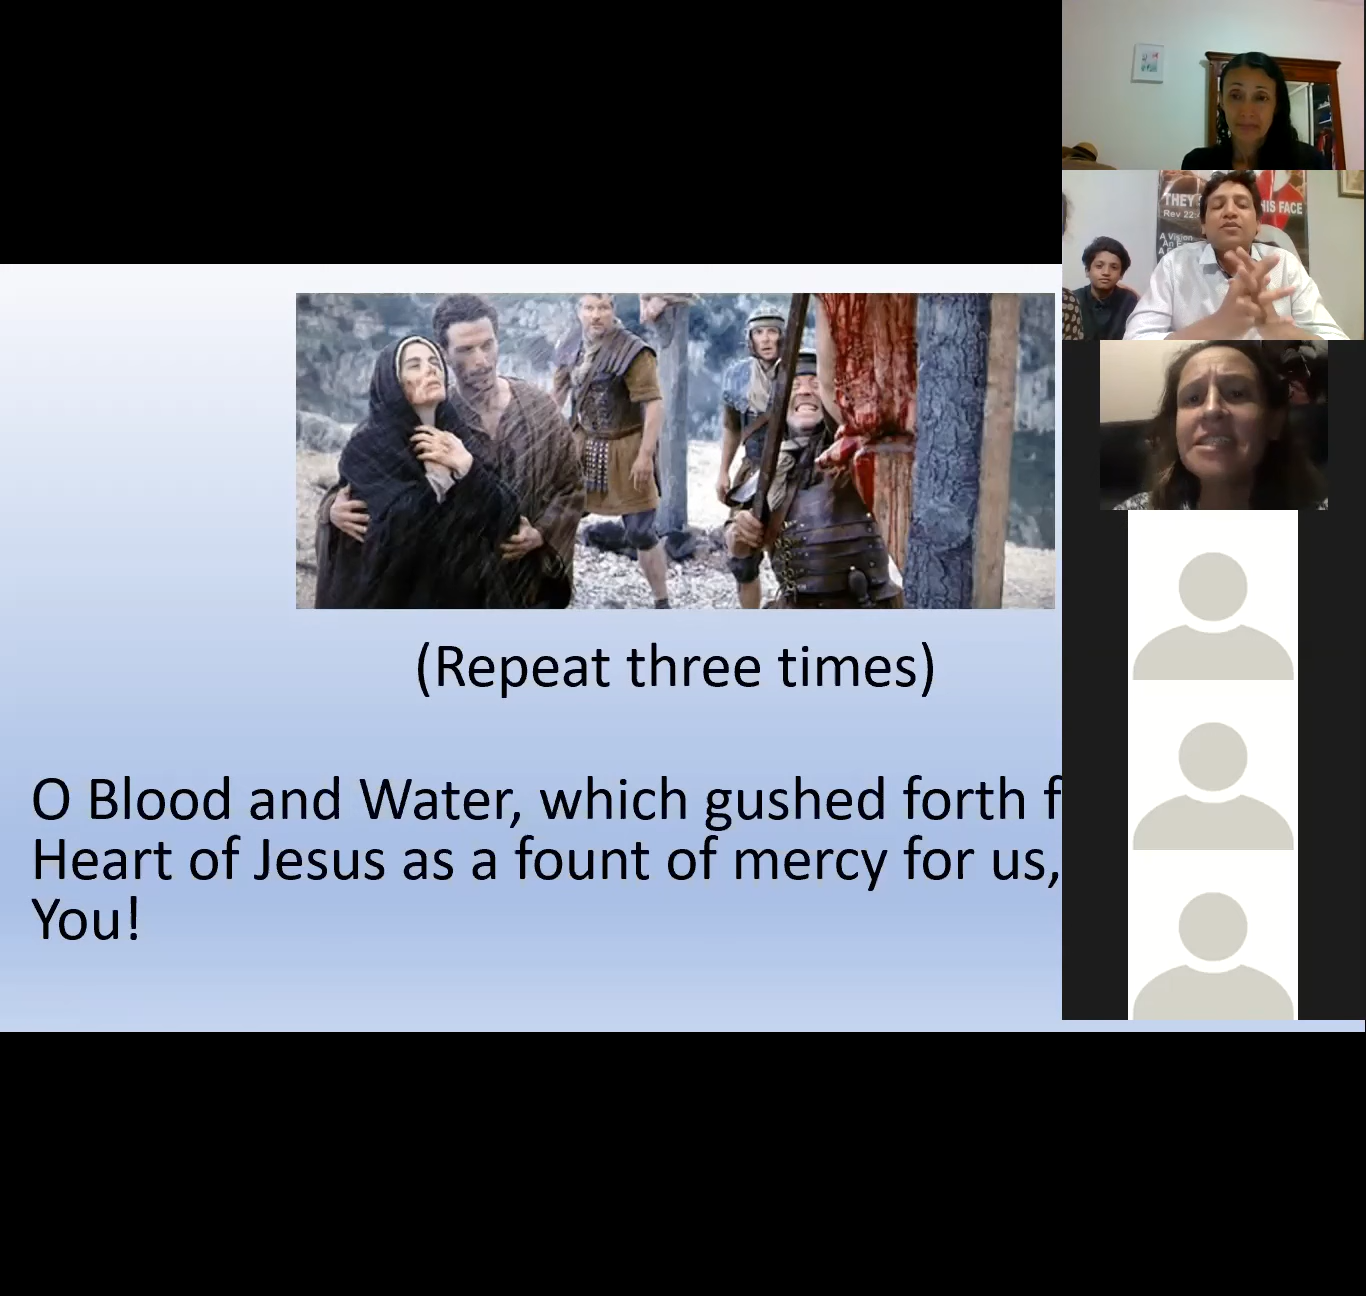 THEY
HIS FACE
Rev 22:
A Vision
(Repeat three times)
O Blood and Water, which gushed forth f
Heart of Jesus as a fount of mercy for us,
You!